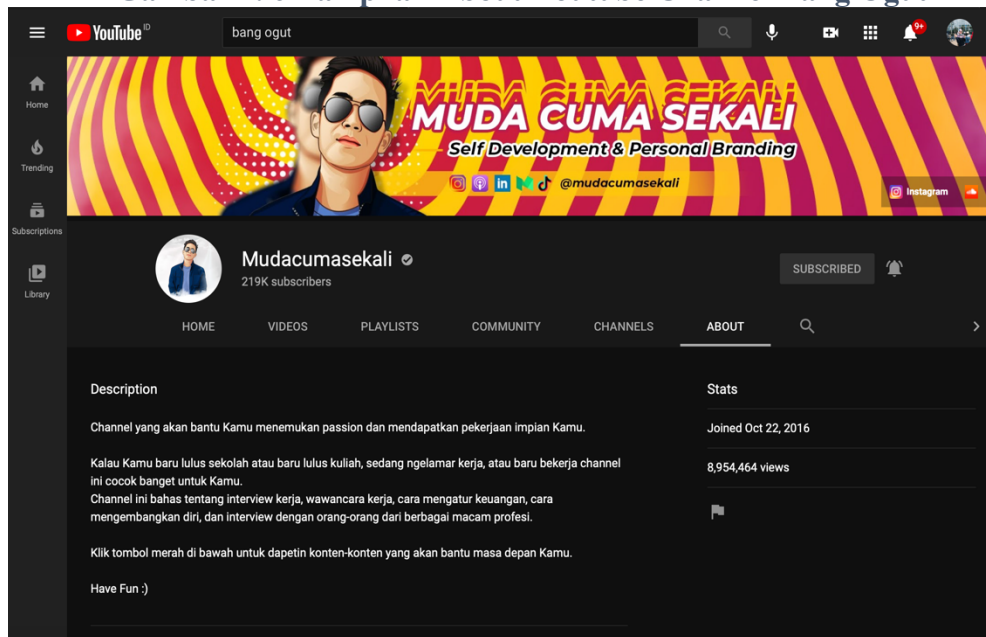 YouTube ID
bang ogut
9+
Home
Trending
Subscriptions
Library
MUDA CUMA SEKALI
Self Development & Personal Branding
in @mudacumasekali
Instagram
Mudacumasekali
219K subscribers
SUBSCRIBED
HOME VIDEOS PLAYLISTS COMMUNITY CHANNELS ABOUT
Description
Channel yang akan bantu Kamu menemukan passion dan mendapatkan pekerjaan impian Kamu.
Kalau Kamu baru lulus sekolah atau baru lulus kuliah, sedang ngelamar kerja, atau baru bekerja channel
ini cocok banget untuk Kamu.
Channel ini bahas tentang interview kerja, wawancara kerja, cara mengatur keuangan, cara
mengembangkan diri, dan interview dengan orang-orang dari berbagai macam profesi.
Klik tombol merah di bawah untuk dapetin konten-konten yang akan bantu masa depan Kamu.
Have Fun :)
Stats
Joined Oct 22, 2016
8,954,464 views